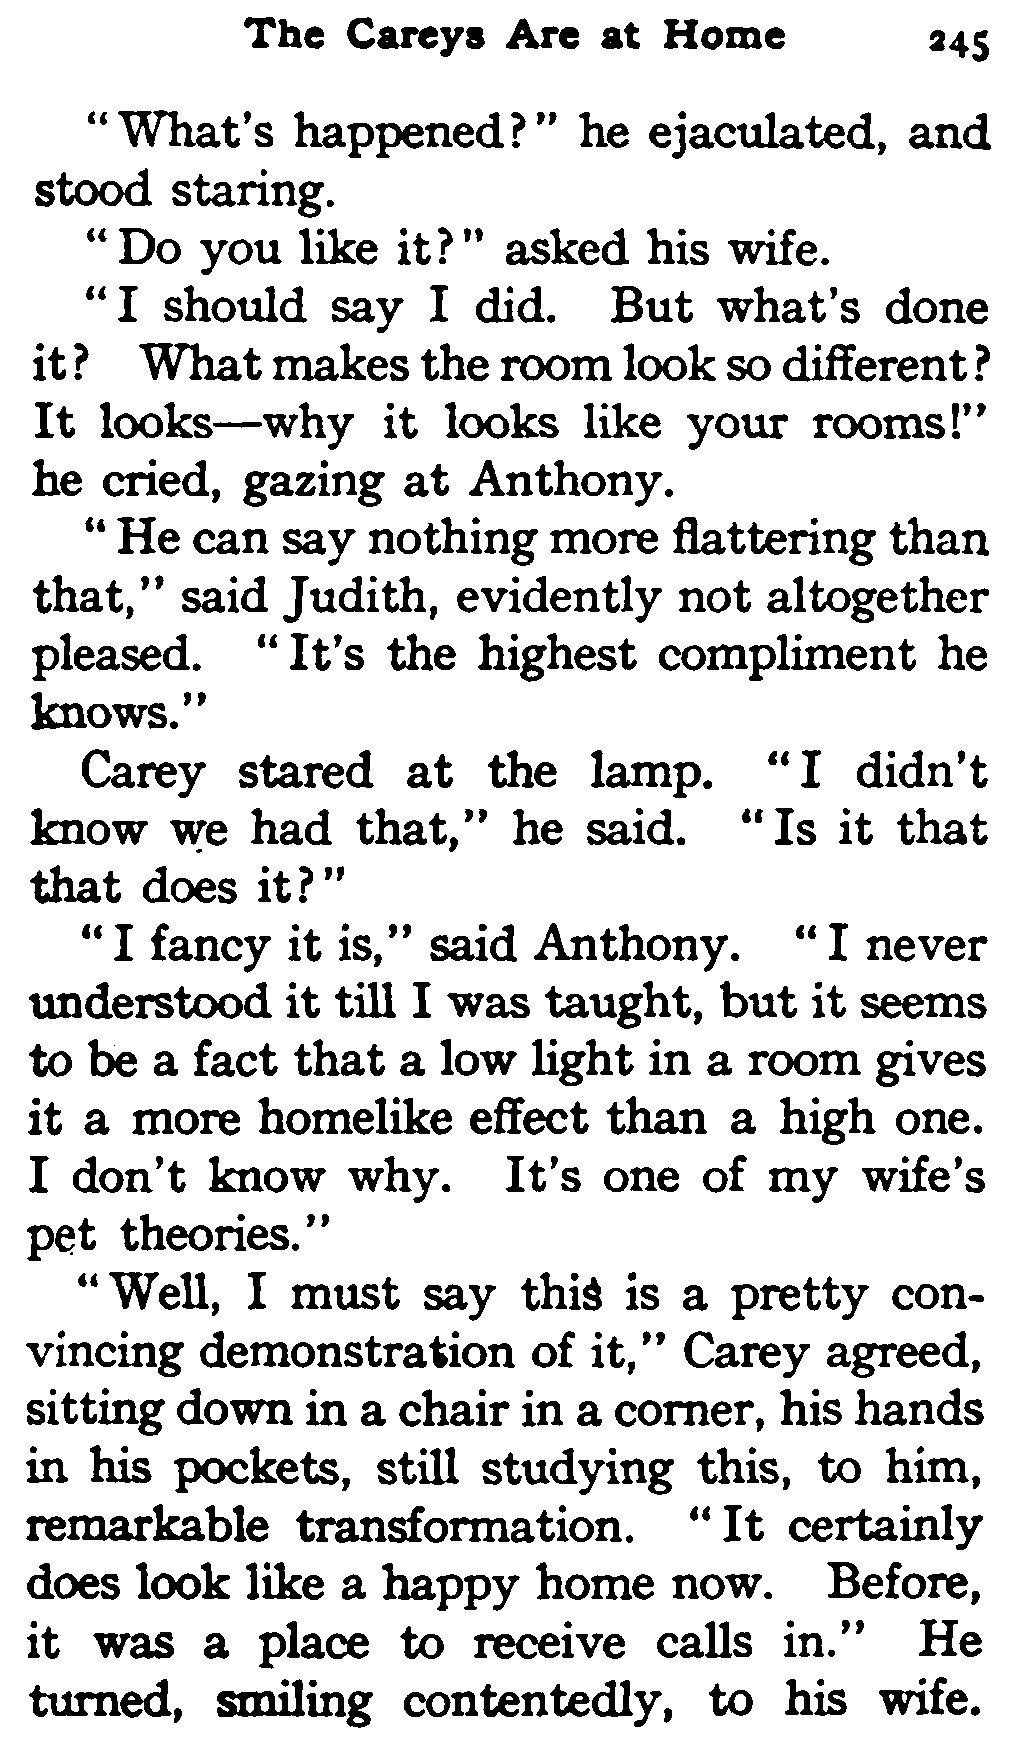 The Careys Are at Home 245
"What's happened?" he ejaculated, and
stood staring.
"Do you like it?" asked his wife.
"I should say I did. But what's done
it? What makes the room look so different?
It looks—why it looks like your rooms!"
he cried, gazing at Anthony.
"He can say nothing more flattering than
that," said Judith, evidently not altogether
pleased. "It's the highest compliment he
knows."
Carey stared at the lamp. "I didn't
know we had that," he said. "Is it that
that does it?"
"I fancy it is," said Anthony. "I never
understood it till I was taught, but it seems
to be a fact that a low light in a room gives
it a more homelike effect than a high one.
I don't know why. It's one of my wife's
pet theories."
"Well, I must say this is a pretty con-
vincing demonstration of it," Carey agreed,
sitting down in a chair in a corner, his hands
in his pockets, still studying this, to him,
remarkable transformation. "It certainly
does look like a happy home now. Before,
it was a place to receive calls in." He
turned, smiling contentedly, to his wife.